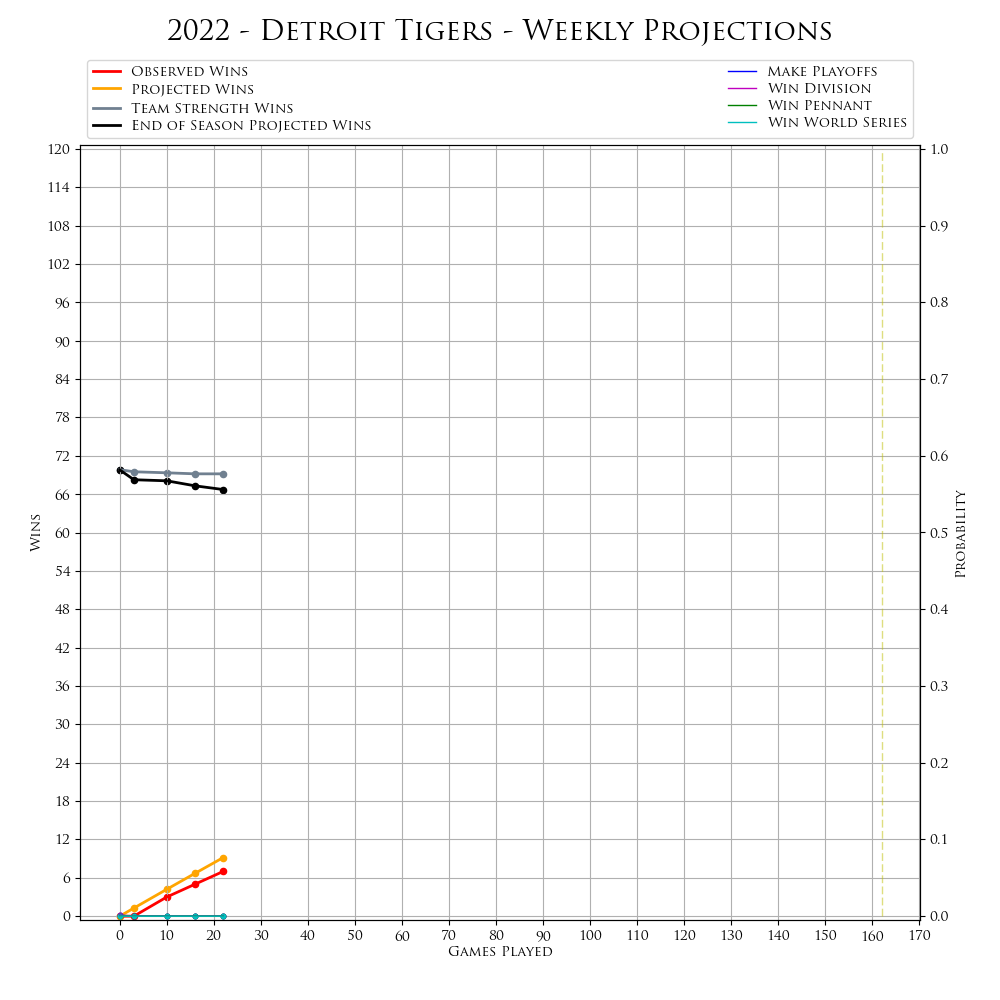 2022 - Detroit Tigers - Weekly Projections
Observed Wins
Projected Wins
Team Strength Wins
End of Season Projected Wins
Make Playoffs
Win Division
Win Pennant
Win World Series
120
114
108
102
96
90
84
78
72
66
60
54
48
42
36
30
24
18
12
6
0
Wins
1.0
0.9
0.8
0.7
0.6
0.5
0.4
0.3
0.2
0.1
0.0
Probability
0 10 20 30 40 50 60 70 80 90 100 110 120 130 140 150 160 170
Games Played